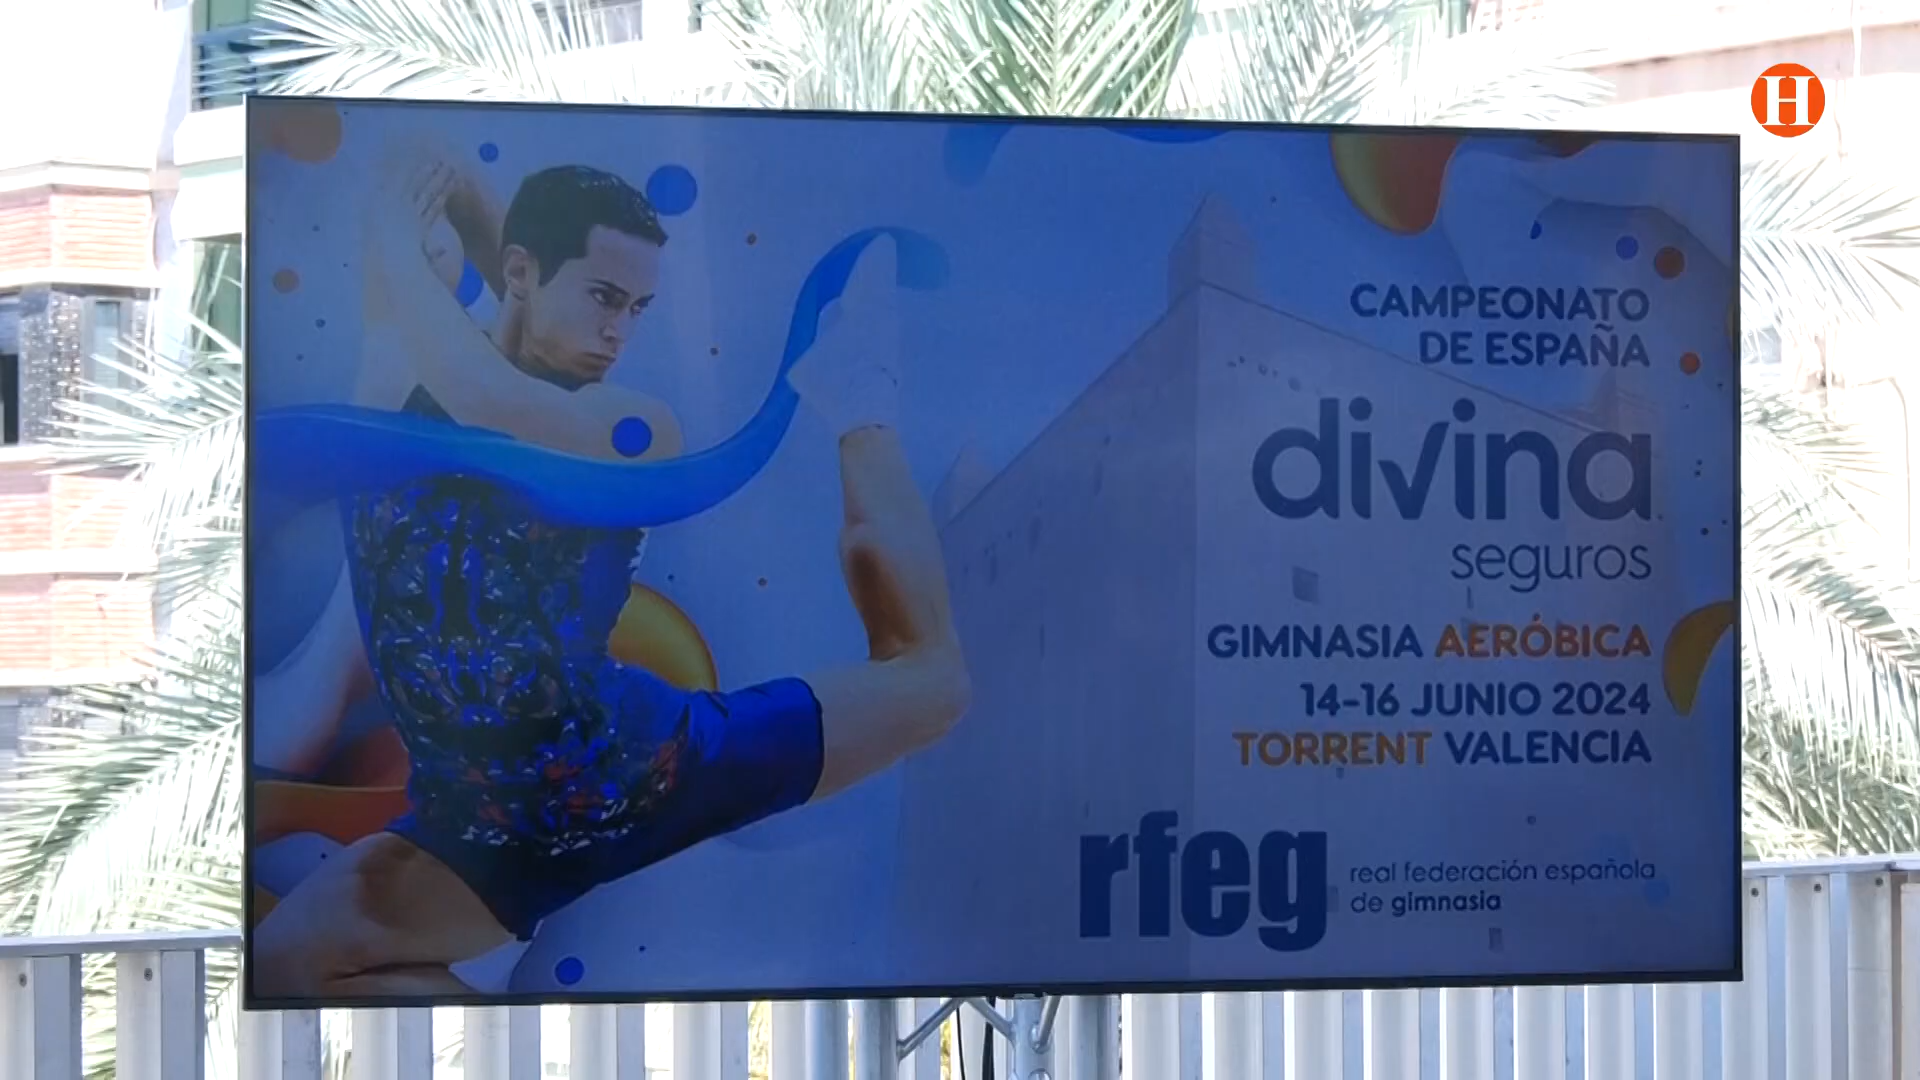 H
CAMPEONATO
DE ESPAÑA
divina
seguros
GIMNASIA AERÓBICA
14-16 JUNIO 2024
TORRENT VALENCIA
rfeg
real federación española
de gimnasia